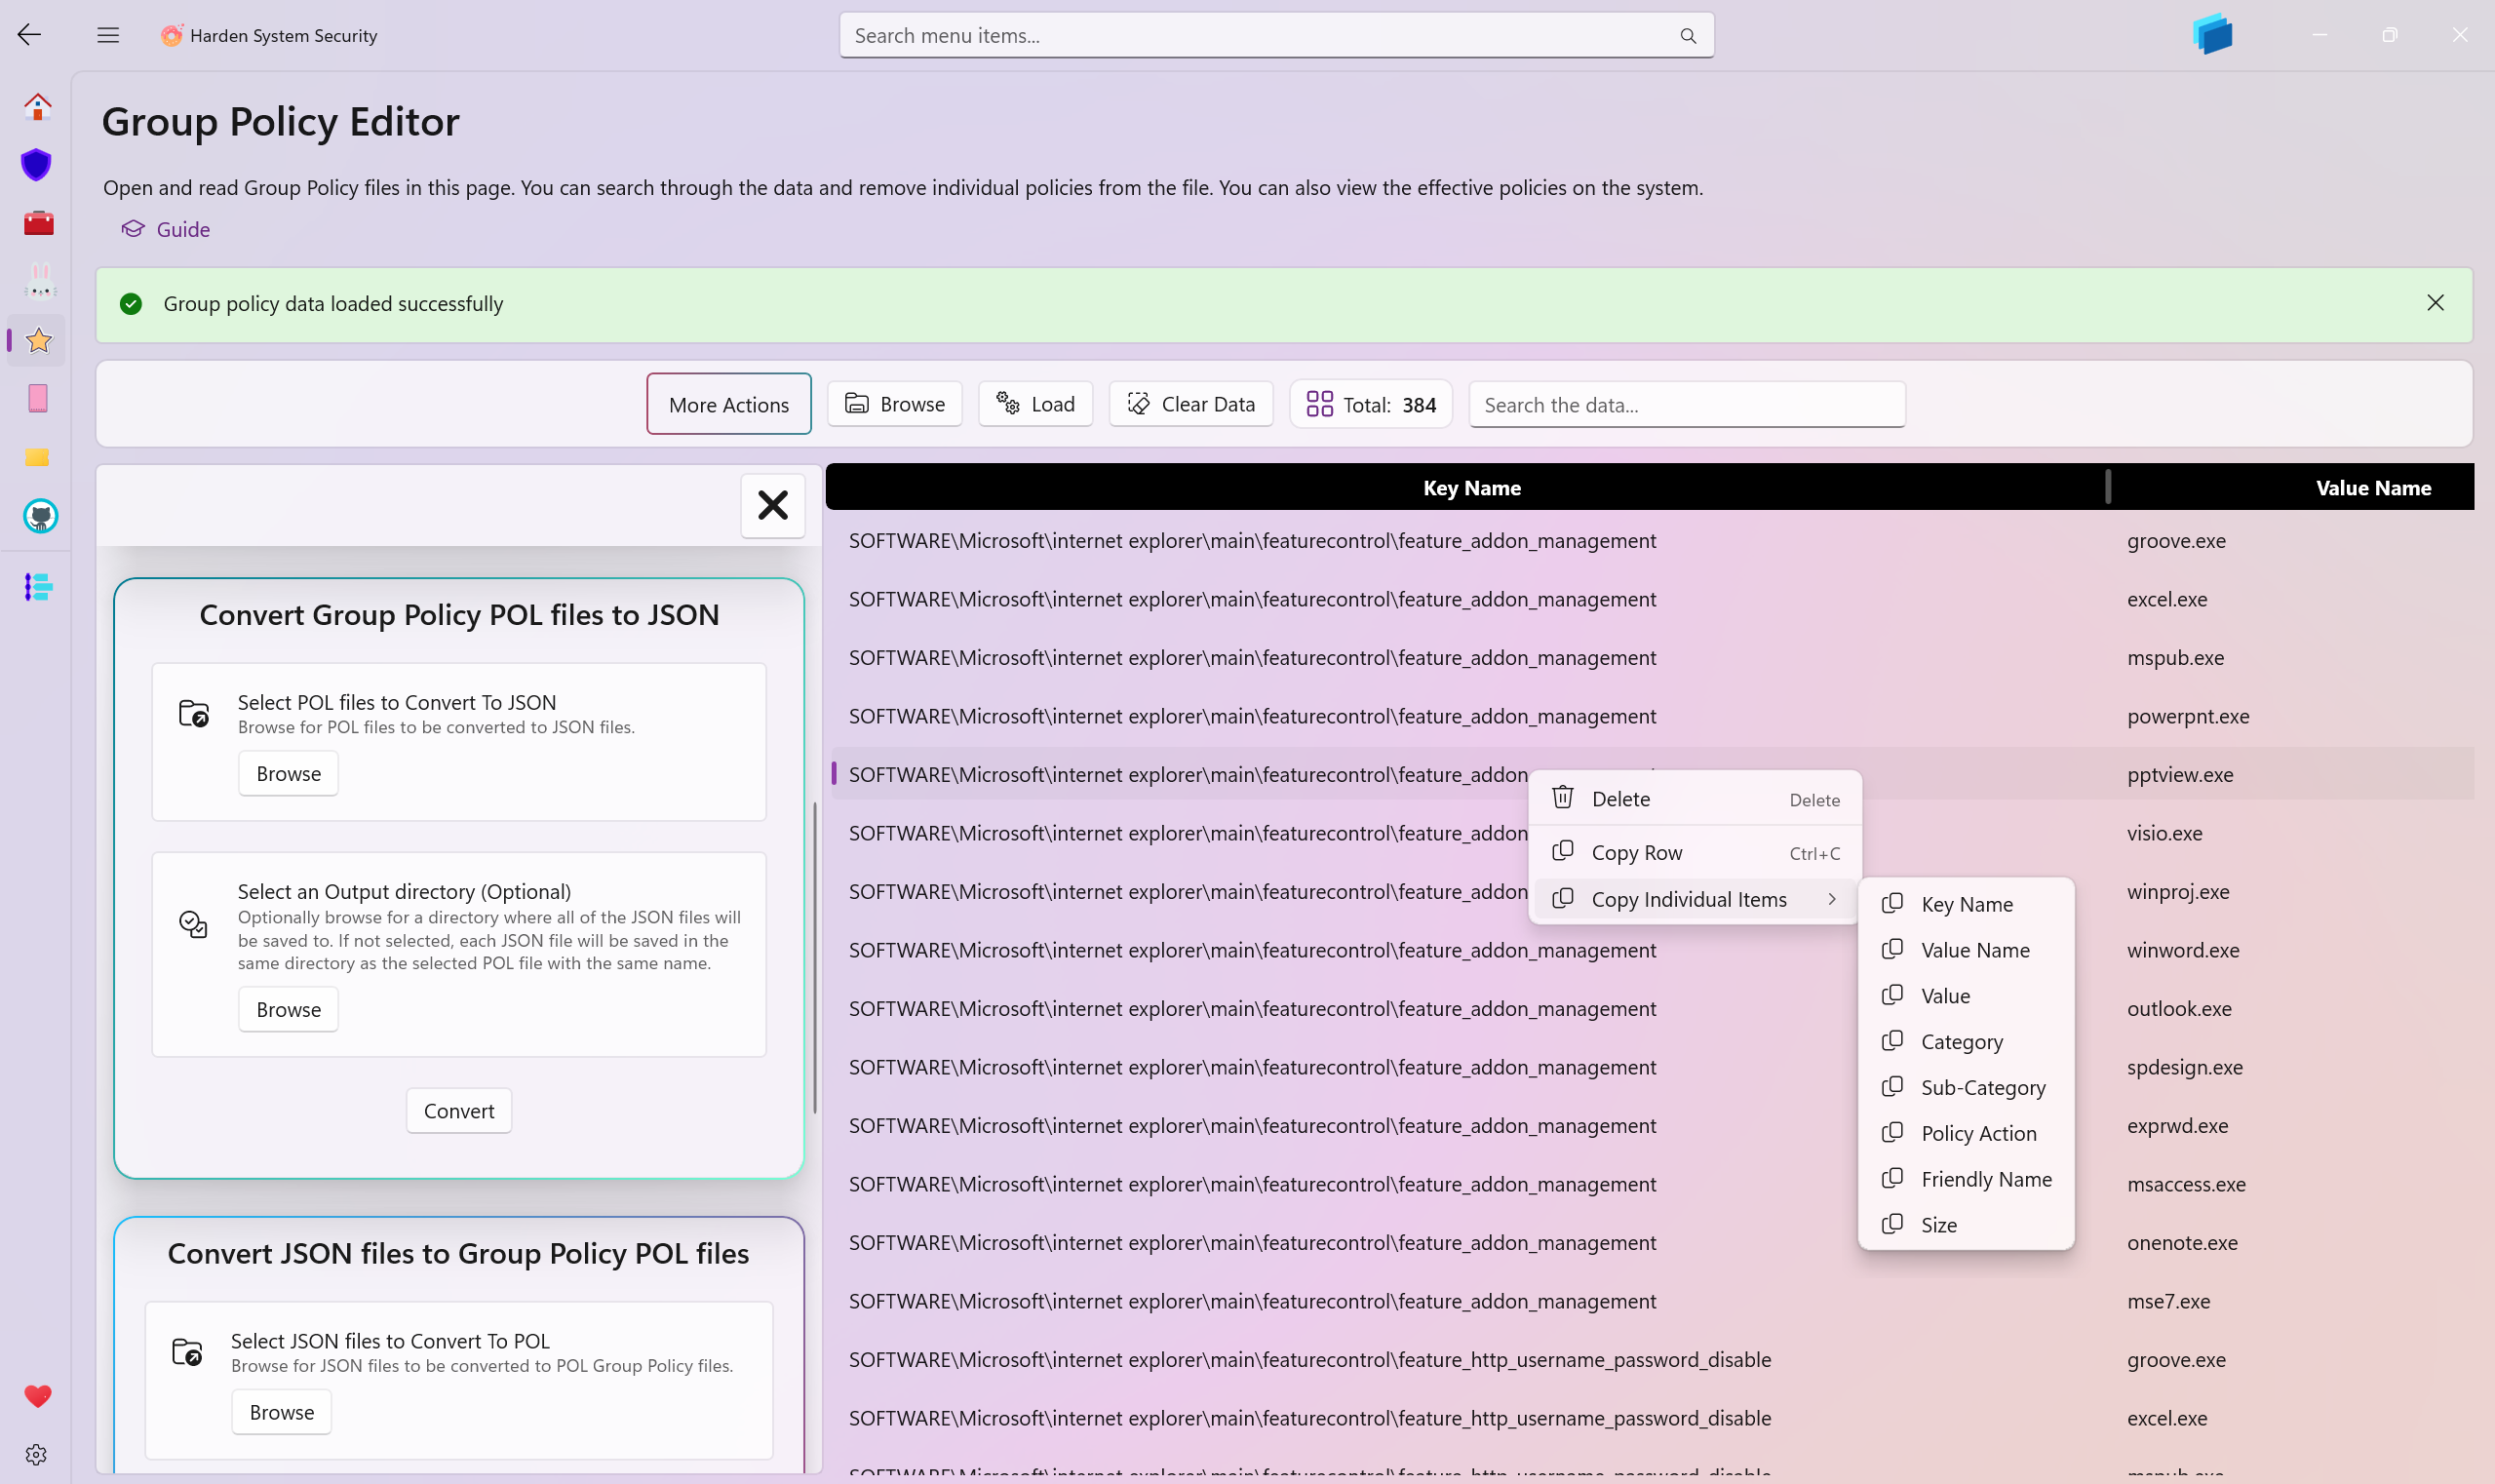 Harden System Security
Search menu items...
Group Policy Editor
Open and read Group Policy files in this page. You can search through the data and remove individual policies from the file. You can also view the effective policies on the system.
Guide
Group policy data loaded successfully
More Actions
Browse
Load
Clear Data
Total: 384
Search the data...
Convert Group Policy POL files to JSON
Select POL files to Convert To JSON
Browse for POL files to be converted to JSON files.
Browse
Select an Output directory (Optional)
Optionally browse for a directory where all of the JSON files will
be saved to. If not selected, each JSON file will be saved in the
same directory as the selected POL file with the same name.
Browse
Convert
Convert JSON files to Group Policy POL files
Select JSON files to Convert To POL
Browse for JSON files to be converted to POL Group Policy files.
Browse
Key Name Value Name
SOFTWARE\Microsoft\internet explorer\main\featurecontrol\feature_addon_management groove.exe
SOFTWARE\Microsoft\internet explorer\main\featurecontrol\feature_addon_management excel.exe
SOFTWARE\Microsoft\internet explorer\main\featurecontrol\feature_addon_management mspub.exe
SOFTWARE\Microsoft\internet explorer\main\featurecontrol\feature_addon_management powerpnt.exe
SOFTWARE\Microsoft\internet explorer\main\featurecontrol\feature_addon pptview.exe
SOFTWARE\Microsoft\internet explorer\main\featurecontrol\feature_addon visio.exe
SOFTWARE\Microsoft\internet explorer\main\featurecontrol\feature_addon winproj.exe
SOFTWARE\Microsoft\internet explorer\main\featurecontrol\feature_addon_management winword.exe
SOFTWARE\Microsoft\internet explorer\main\featurecontrol\feature_addon_management outlook.exe
SOFTWARE\Microsoft\internet explorer\main\featurecontrol\feature_addon_management spdesign.exe
SOFTWARE\Microsoft\internet explorer\main\featurecontrol\feature_addon_management exprwd.exe
SOFTWARE\Microsoft\internet explorer\main\featurecontrol\feature_addon_management msaccess.exe
SOFTWARE\Microsoft\internet explorer\main\featurecontrol\feature_addon_management onenote.exe
SOFTWARE\Microsoft\internet explorer\main\featurecontrol\feature_addon_management mse7.exe
SOFTWARE\Microsoft\internet explorer\main\featurecontrol\feature_http_username_password_disable groove.exe
SOFTWARE\Microsoft\internet explorer\main\featurecontrol\feature_http_username_password_disable excel.exe
Delete Delete
Copy Row Ctrl+C
Copy Individual Items
Key Name
Value Name
Value
Category
Sub-Category
Policy Action
Friendly Name
Size